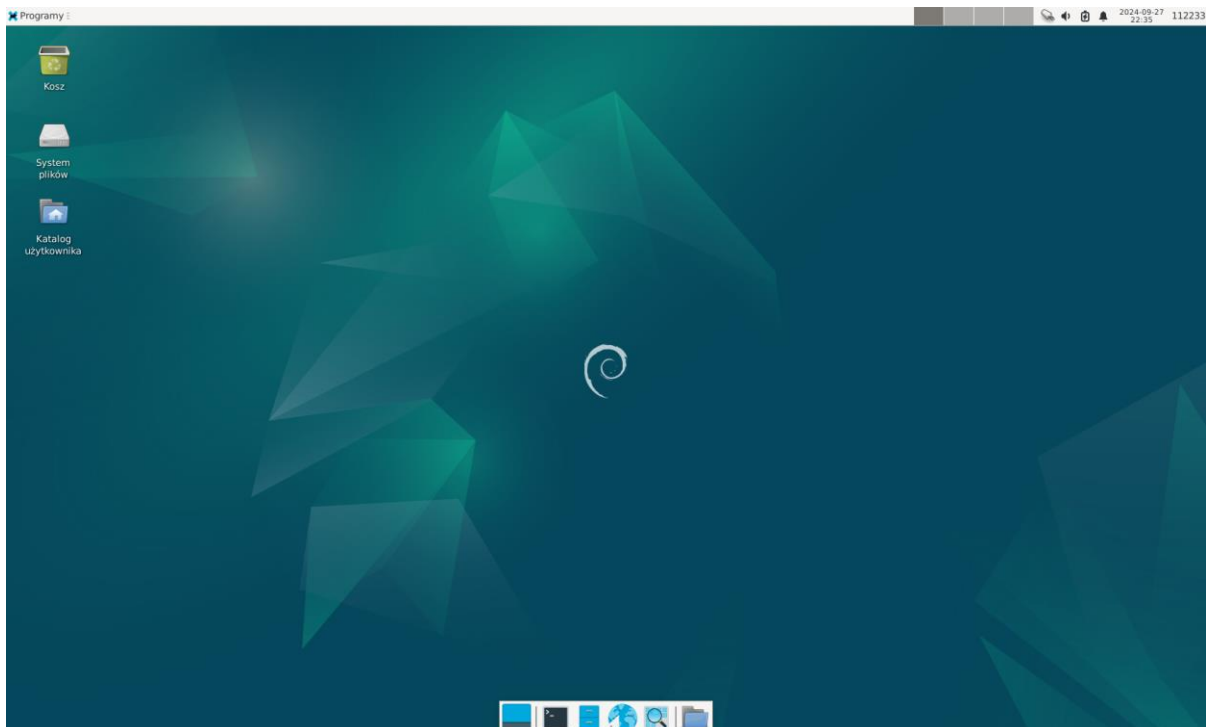 Programy
2024-09-27
22:35
112233
Kosz
System
plików
Katalog
użytkownika